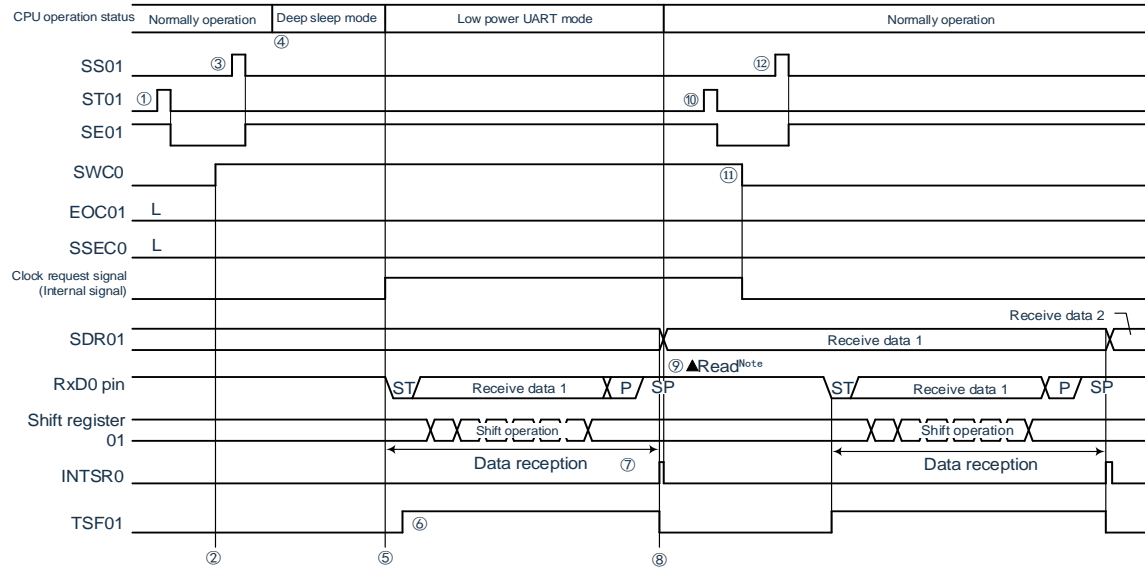 CPU operation status Normally operation Deep sleep mode Low power UART mode Normally operation
④
SS01 ③ ⑫
ST01 ① ⑩
SE01
SWC0 ⑪
EOC01 L
SSEC0 L
Clock request signal
(Internal signal)
Receive data 2
SDR01 Receive data 1
⑨ ▲Read Note
RxD0 pin ST Receive data 1 P SP ST Receive data 1 P SP
Shift register
01 Shift operation Shift operation
Data reception ⑦ Data reception
INTSR0
TSF01 ⑥
② ⑤ ⑧